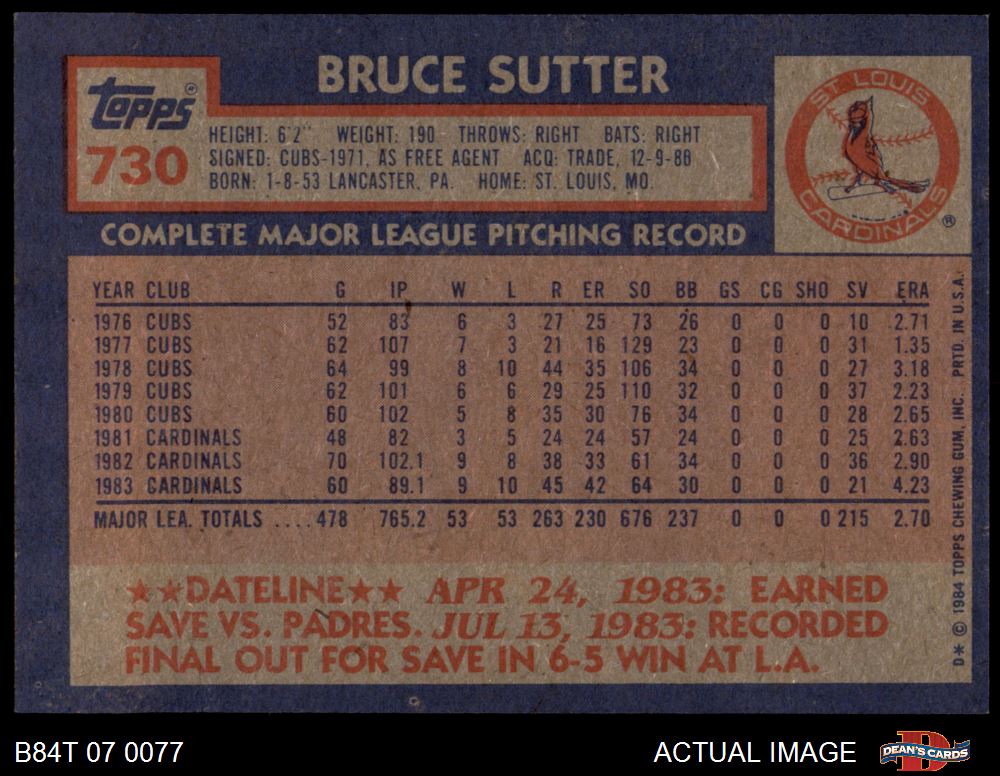 BRUCE SUTTER
topps®
730
HEIGHT: 6'2" WEIGHT: 190 THROWS: RIGHT BATS: RIGHT
SIGNED: CUBS-1971, AS FREE AGENT ACQ: TRADE, 12-9-80
BORN: 1-8-53 LANCASTER, PA. HOME: ST. LOUIS, MO.
ST. LOUIS
CARDINALS
®
COMPLETE MAJOR LEAGUE PITCHING RECORD
YEAR CLUB G IP W L R ER SO BB GS CG SHO SV ERA
1976 CUBS 52 83 6 3 27 25 73 26 0 0 0 10 2.71
1977 CUBS 62 107 7 3 21 16 129 23 0 0 0 31 1.35
1978 CUBS 64 99 8 10 44 35 106 34 0 0 0 27 3.18
1979 CUBS 62 101 6 6 29 25 110 32 0 0 0 37 2.23
1980 CUBS 60 102 5 8 35 30 76 34 0 0 0 28 2.65
1981 CARDINALS 48 82 3 5 24 24 57 24 0 0 0 25 2.63
1982 CARDINALS 70 102.1 9 8 38 33 61 34 0 0 0 36 2.90
1983 CARDINALS 60 89.1 9 10 45 42 64 30 0 0 0 21 4.23
MAJOR LEA. TOTALS ....478 765.2 53 53 263 230 676 237 0 0 0 215 2.70
★★DATELINE★★ APR 24, 1983: EARNED
SAVE VS. PADRES. JUL 13, 1983: RECORDED
FINAL OUT FOR SAVE IN 6-5 WIN AT L.A.
D* © 1984 TOPPS CHEWING GUM, INC. PRTD. IN U.S.A.
B84T 07 0077
ACTUAL IMAGE
D
DEAN'S CARDS